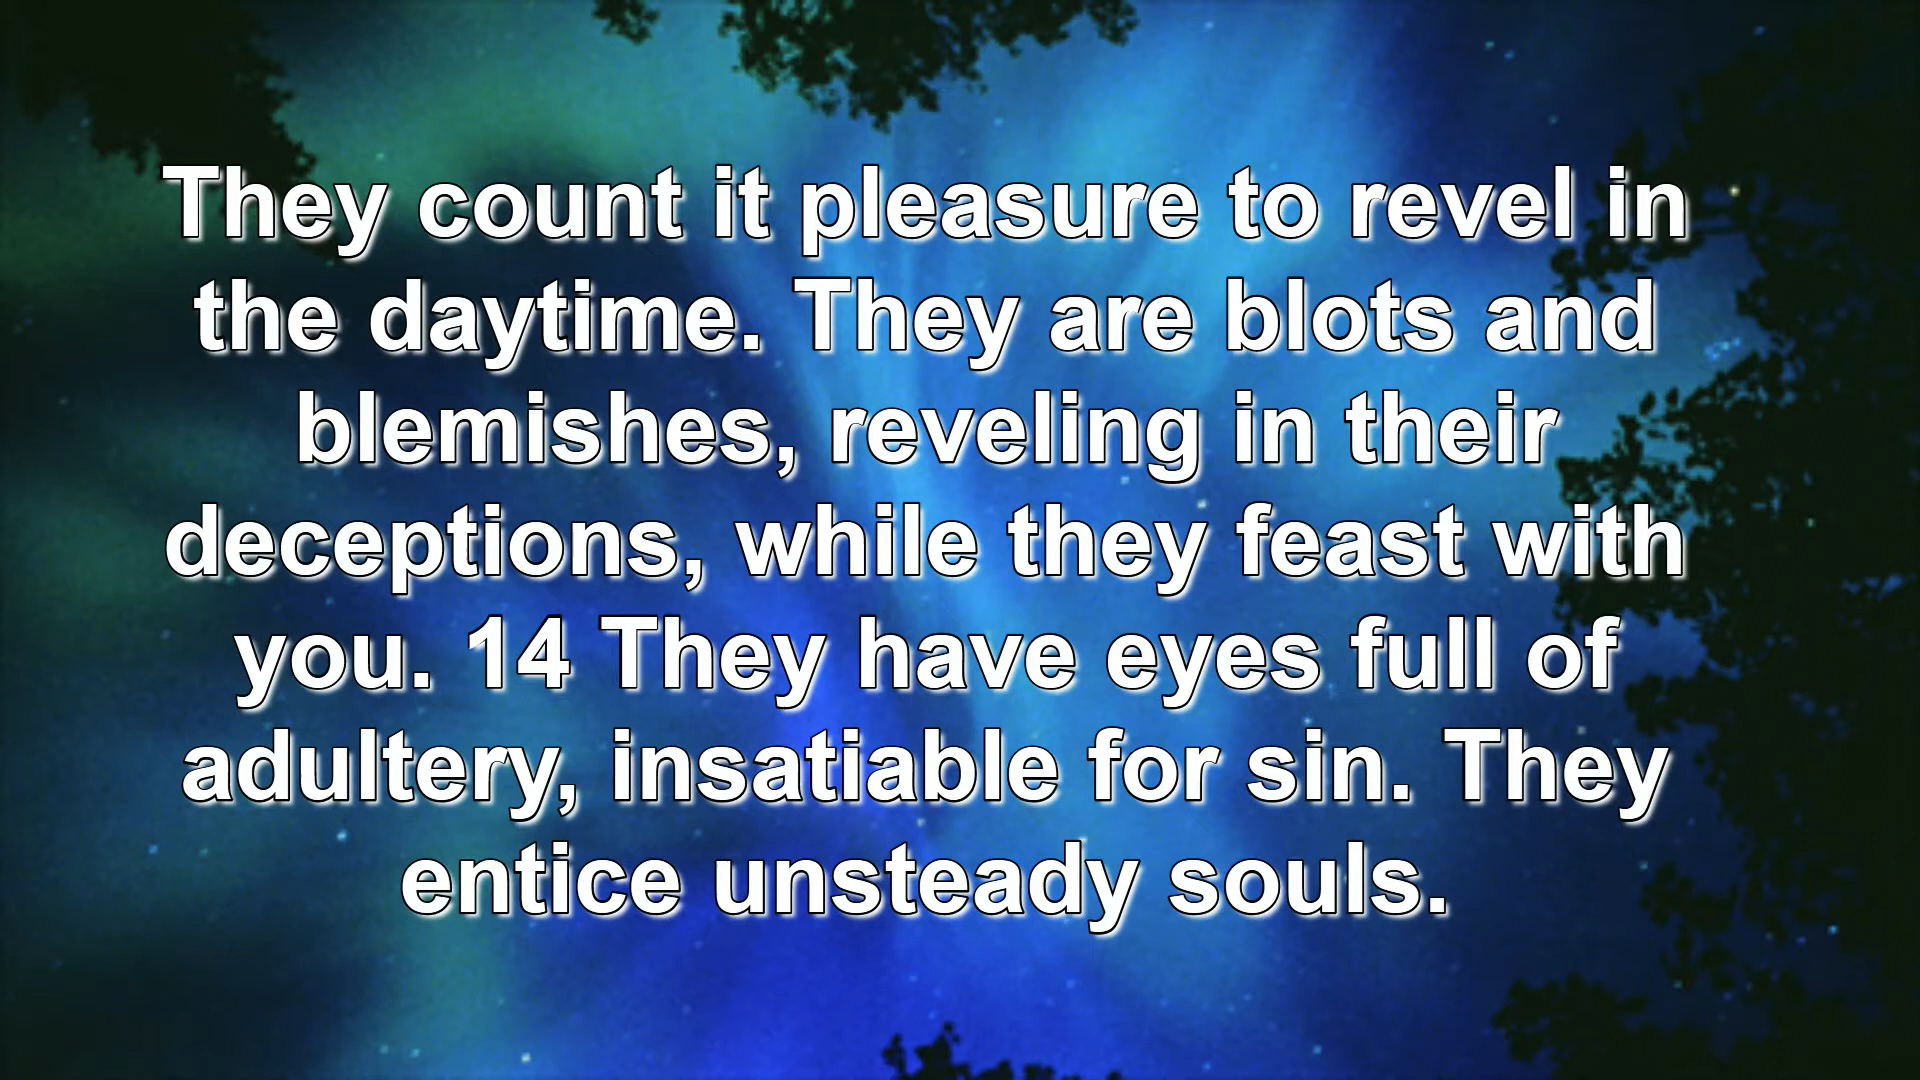 They count it pleasure to revel in
the daytime. They are blots and
blemishes, reveling in their
deceptions, while they feast with
you. 14 They have eyes full of
adultery, insatiable for sin. They
entice unsteady souls.